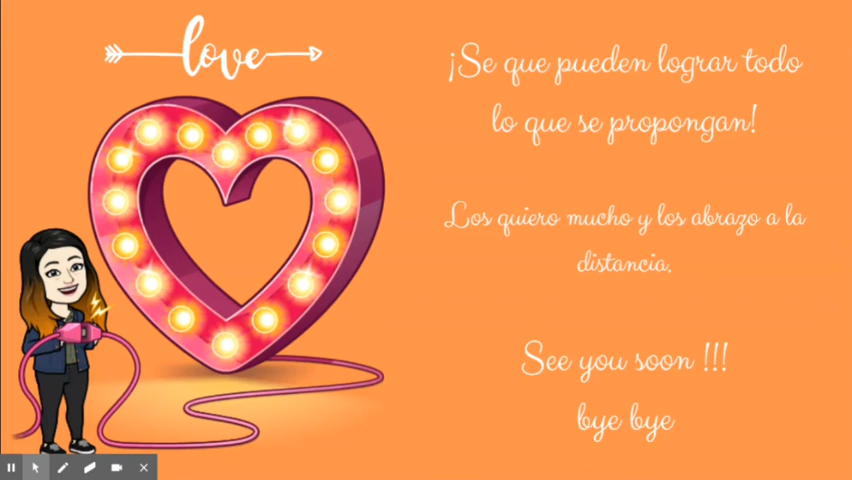 love
¡Se que pueden lograr todo
lo que se propongan!
Los quiero mucho y los abrazo a la
distancia.
See you soon !!!
bye bye